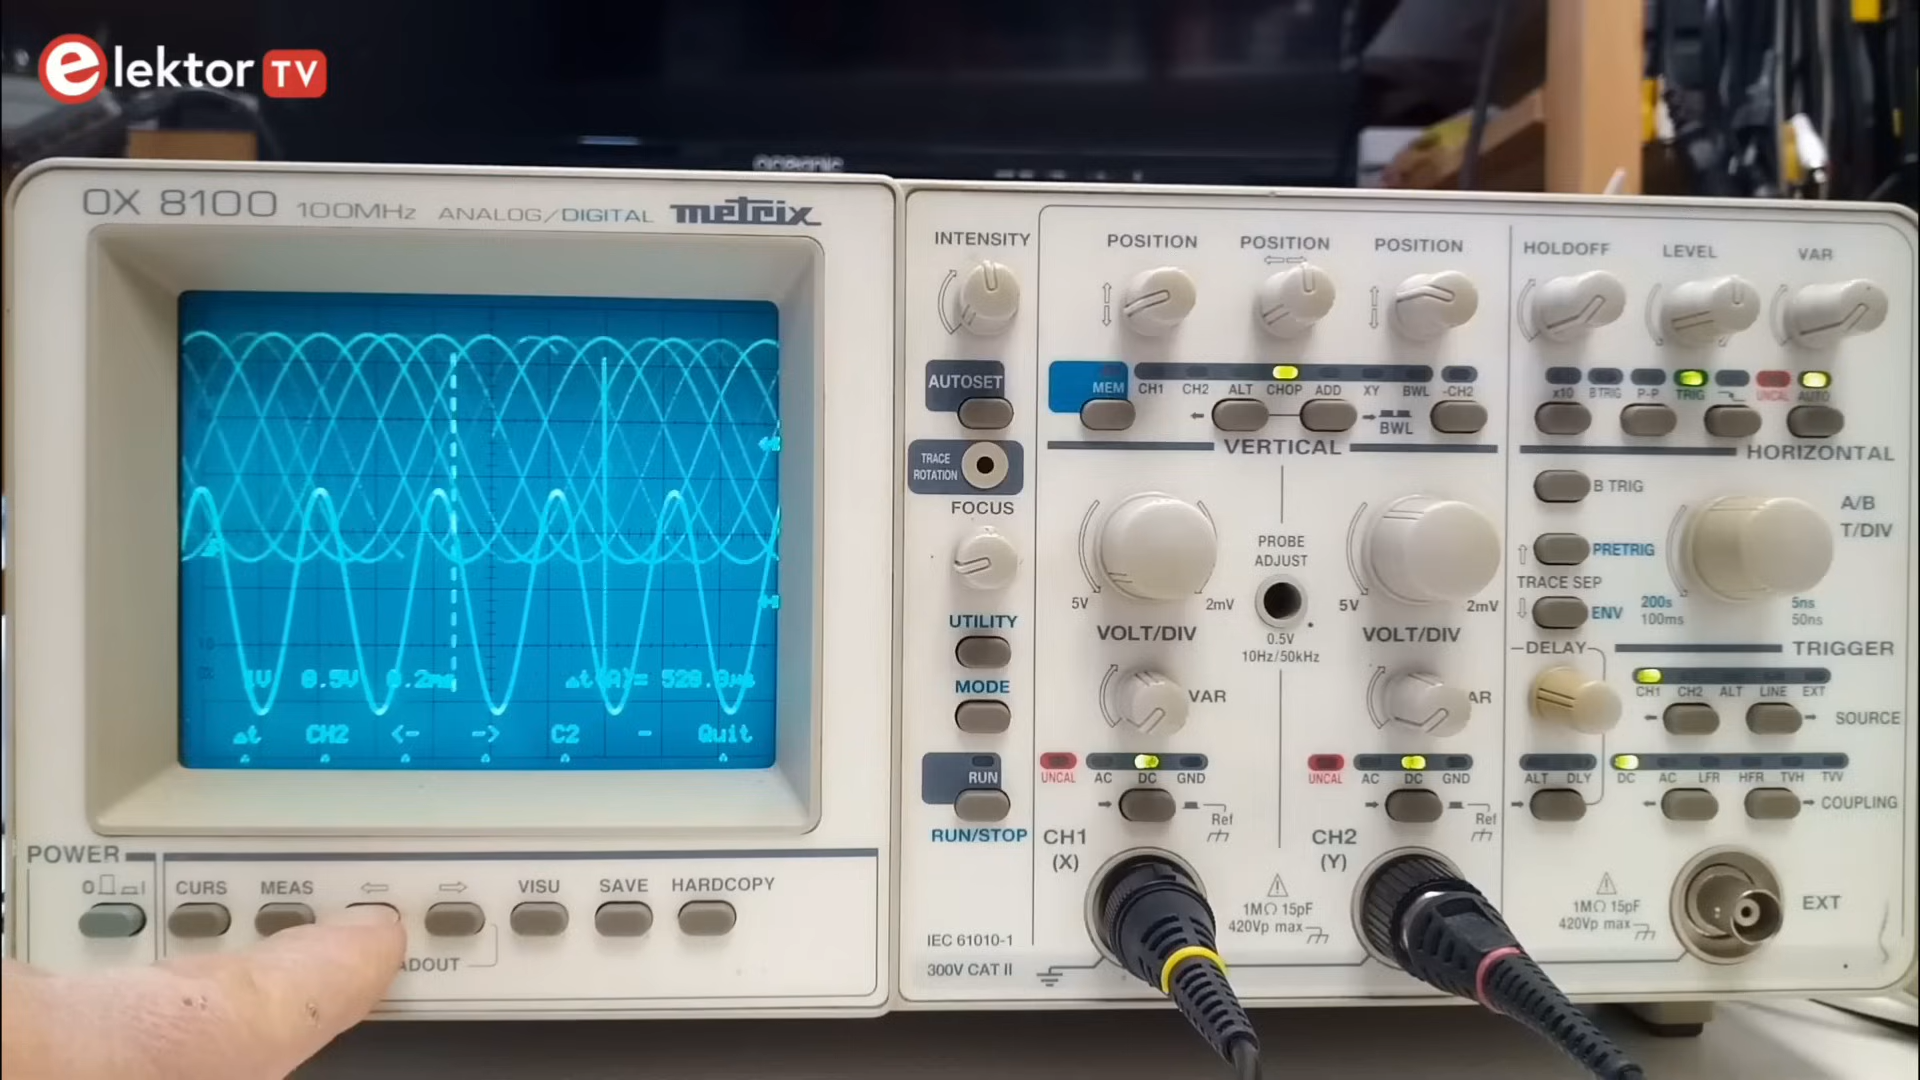 elektor TV
OX 8100 100MHz ANALOG/DIGITAL metrix
1V 0.5V 0.2ms
Δt CH2 <- -> C2 - Quit
POWER
CURS MEAS VISU SAVE HARDCOPY
INTENSITY
AUTOSET
TRACE
ROTATION
FOCUS
UTILITY
MODE
RUN
RUN/STOP
IEC 61010-1
300V CAT II
POSITION POSITION POSITION
MEM CH1 CH2 ALT CHOP ADD XY BWL -CH2
BWL
VERTICAL
PROBE
ADJUST
5V 2mV
5V 2mV
0.5V
10Hz/50kHz
VOLT/DIV VOLT/DIV
VAR
UNCAL AC DC GND
UNCAL AC DC GND
Ref Ref
CH1
(X)
CH2
(Y)
1MΩ 15pF
420Vp max
1MΩ 15pF
420Vp max
HOLDOFF LEVEL VAR
x10 B TRIG P-P TRIG UNCAL AUTO
HORIZONTAL
B TRIG
A/B
T/DIV
PRETRIG
TRACE SEP
ENV
200s
100ms
5ns
50ns
DELAY
TRIGGER
CH1 CH2 ALT LINE EXT
SOURCE
ALT DLY
DC AC LFR HFR TVH TVV
COUPLING
EXT